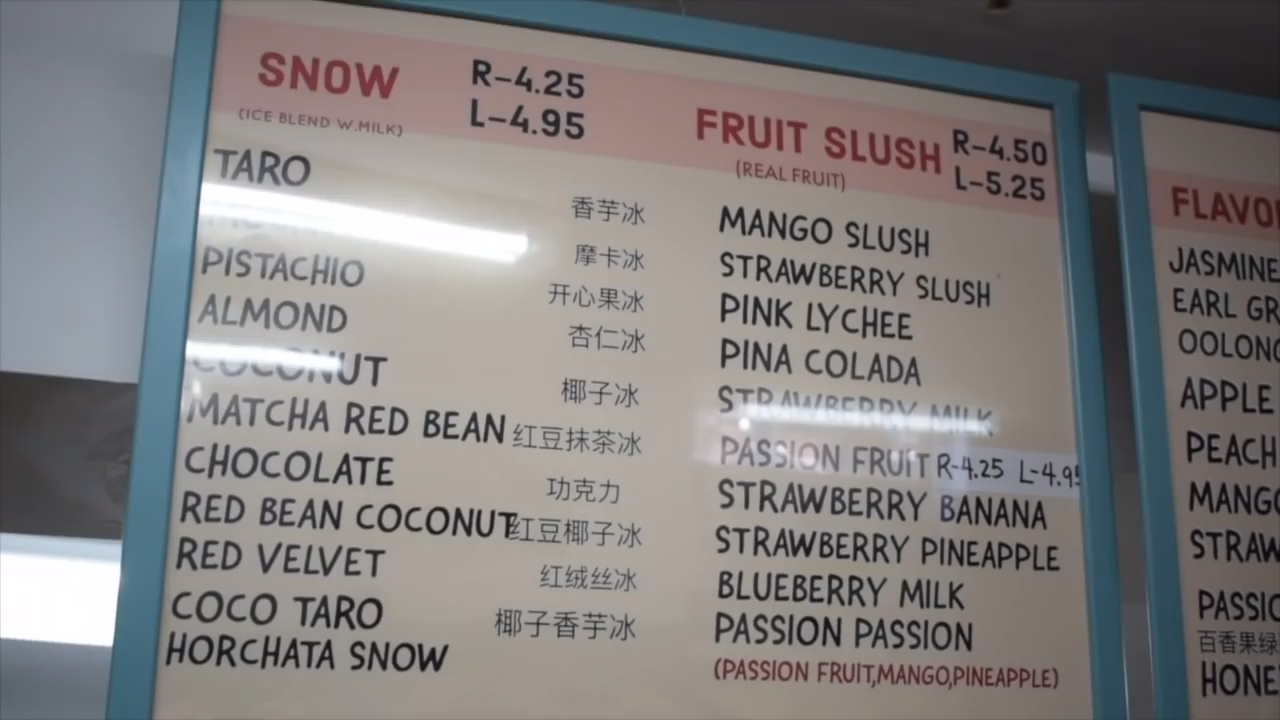 SNOW
R-4.25
L-4.95
(ICE BLEND W.MILK)
TARO 香芋冰
摩卡冰
PISTACHIO 开心果冰
ALMOND 杏仁冰
COCONUT 椰子冰
MATCHA RED BEAN 红豆抹茶冰
CHOCOLATE 功克力
RED BEAN COCONUT 红豆椰子冰
RED VELVET 红绒丝冰
COCO TARO 椰子香芋冰
HORCHATA SNOW
FRUIT SLUSH
R-4.50
L-5.25
(REAL FRUIT)
MANGO SLUSH
STRAWBERRY SLUSH
PINK LYCHEE
PINA COLADA
STRAWBERRY MILK
PASSION FRUIT R-4.25 L-4.95
STRAWBERRY BANANA
STRAWBERRY PINEAPPLE
BLUEBERRY MILK
PASSION PASSION
(PASSION FRUIT,MANGO,PINEAPPLE)
FLAVO
JASMINE
EARL GR
OOLONG
APPLE
PEACH
MANGO
STRAW
PASSIO
百香果绿
HONE